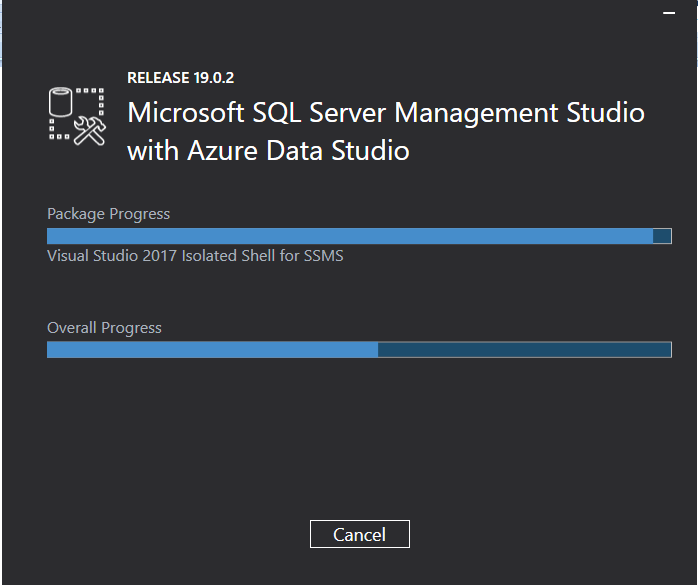 RELEASE 19.0.2
Microsoft SQL Server Management Studio
with Azure Data Studio
Package Progress
Visual Studio 2017 Isolated Shell for SSMS
Overall Progress
Cancel